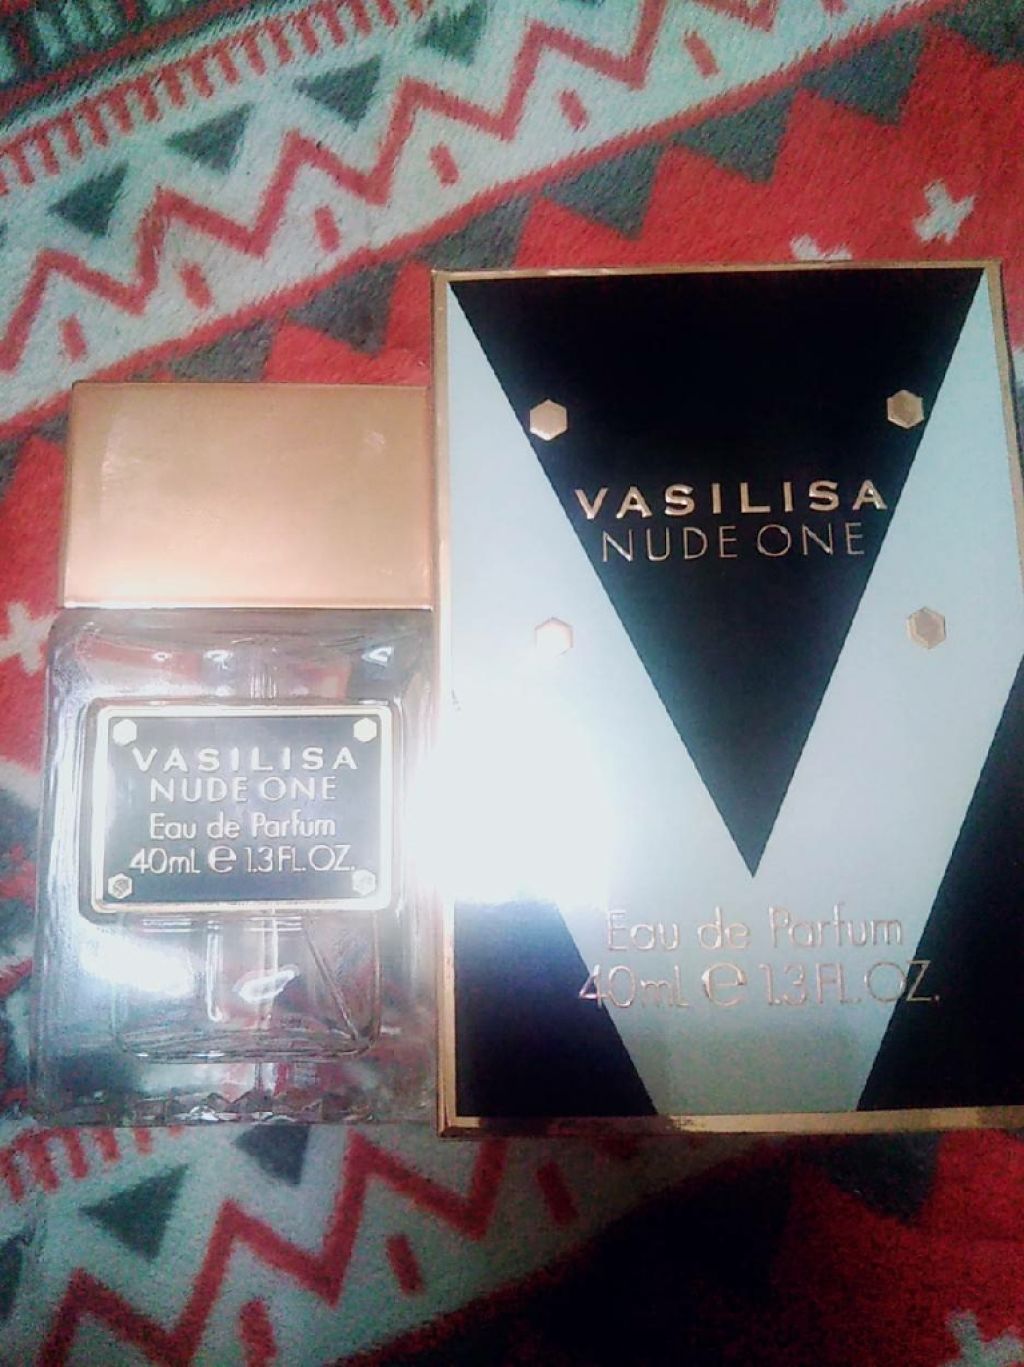 VASILISA
NUDE ONE
Eau de Parfum
40mL e 1.3 FL. OZ.
VASILISA
NUDE ONE
Eau de Parfum
40mL e 1.3 FL. OZ.